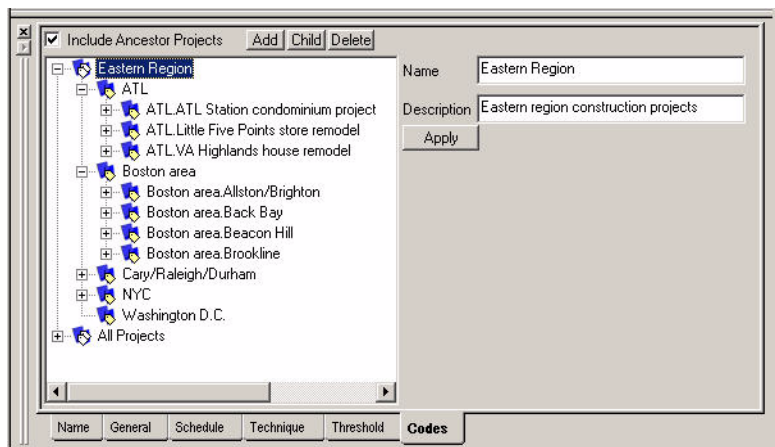 Include Ancestor Projects Add Child Delete
Eastern Region
ATL
ATL.ATL Station condominium project
ATL.Little Five Points store remodel
ATL.VA Highlands house remodel
Boston area
Boston area.Allston/Brighton
Boston area.Back Bay
Boston area.Beacon Hill
Boston area.Brookline
Cary/Raleigh/Durham
NYC
Washington D.C.
All Projects
Name Eastern Region
Description Eastern region construction projects
Apply
Name General Schedule Technique Threshold Codes